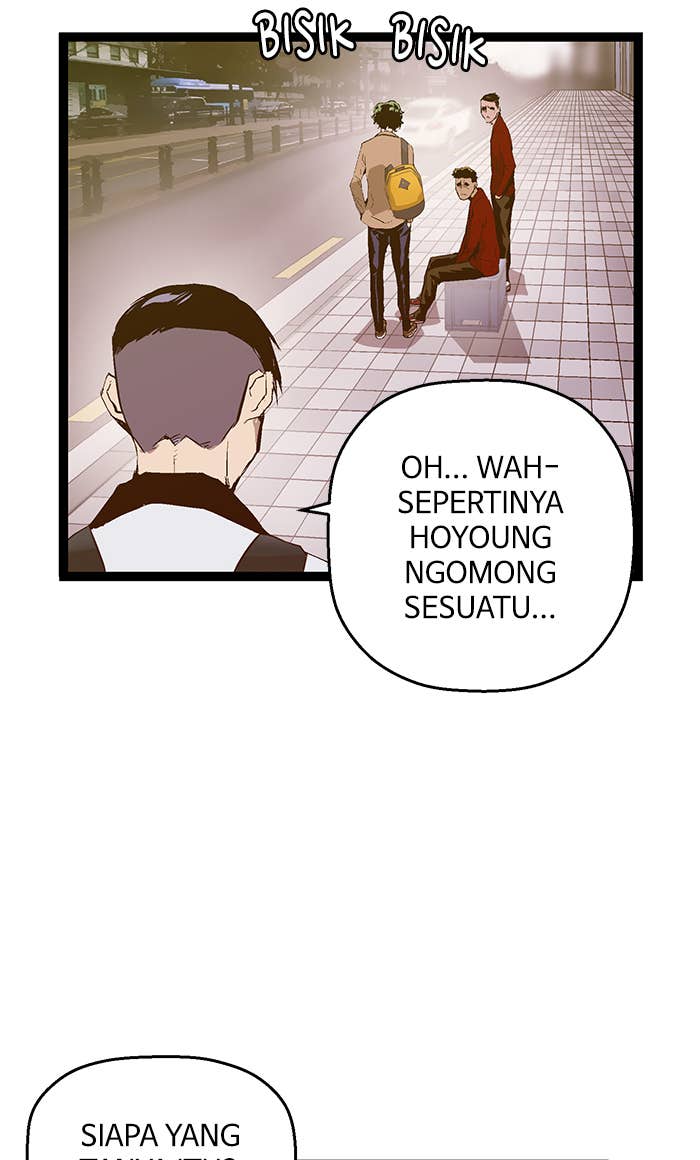 BISIK BISIK
OH... WAH-
SEPERTINYA
HOYOUNG
NGOMONG
SESUATU...
SIAPA YANG